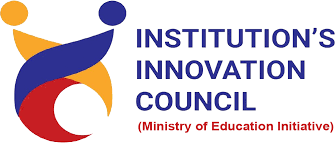 INSTITUTION'S
INNOVATION
COUNCIL
(Ministry of Education Initiative)